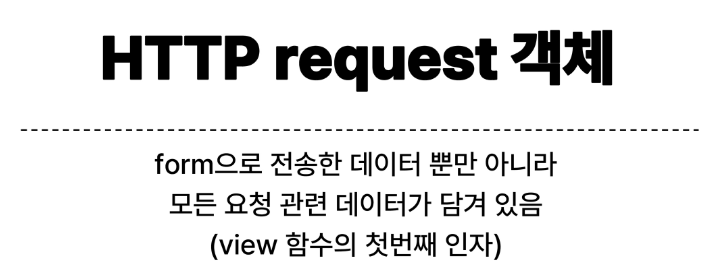 HTTP request 객체
form으로 전송한 데이터 뿐만 아니라
모든 요청 관련 데이터가 담겨 있음
(view 함수의 첫번째 인자)